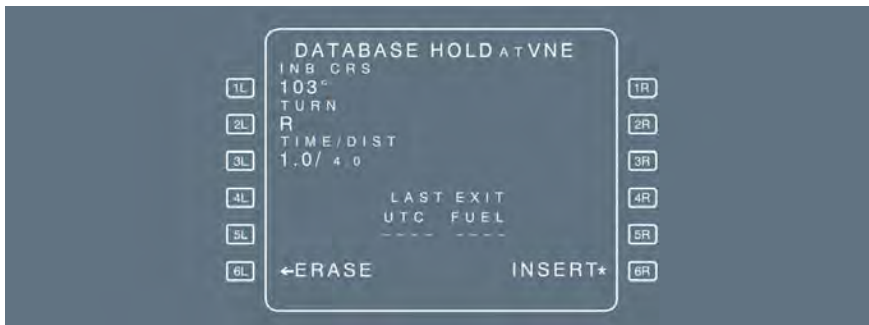 DATABASE HOLD AT VNE
INB CRS
1L 103° 1R
TURN
2L R 2R
TIME/DIST
3L 1.0/ 4.0 3R
4L LAST EXIT 4R
UTC FUEL
5L ---- ---- 5R
6L ←ERASE INSERT* 6R